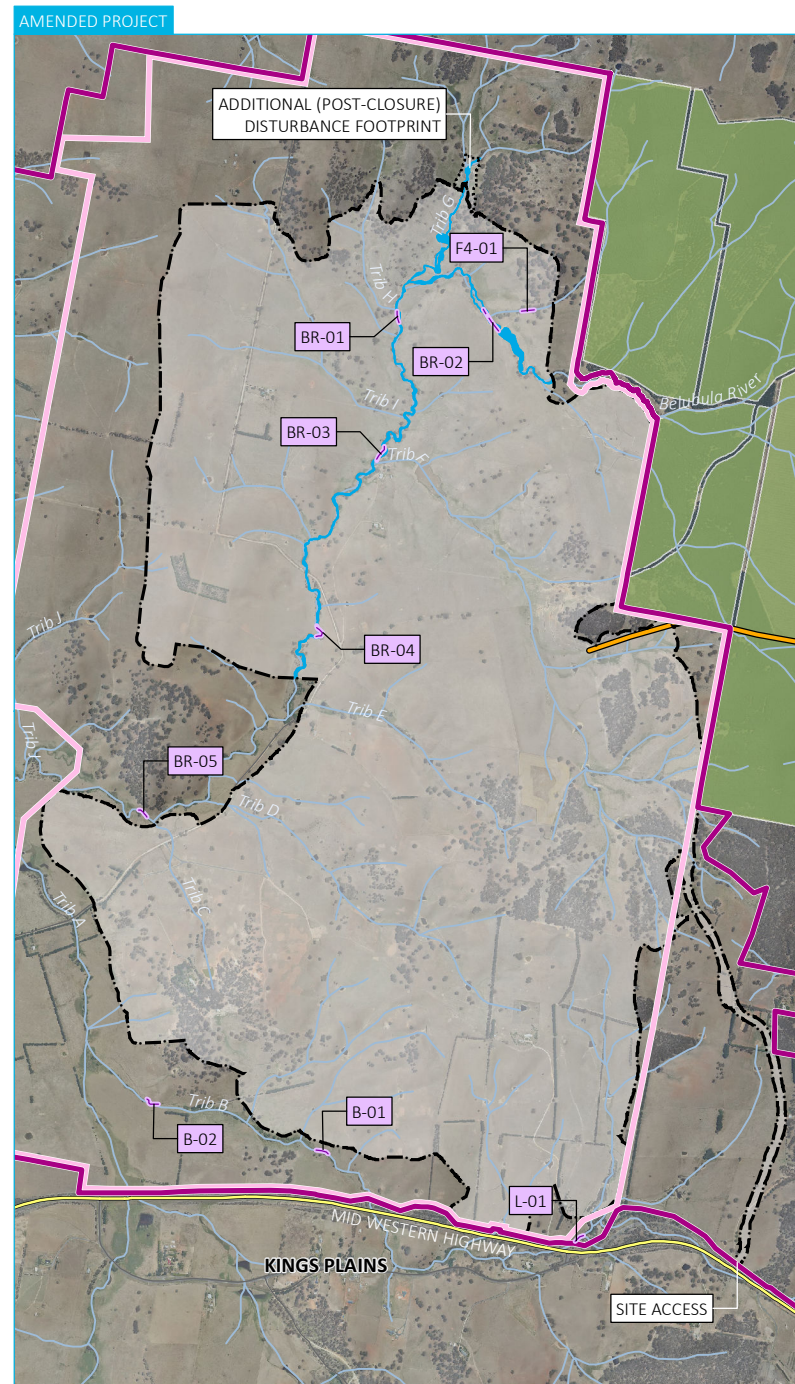 AMENDED PROJECT
ADDITIONAL (POST-CLOSURE)
DISTURBANCE FOOTPRINT
Trib G
F4-01
Trib H
BR-01
BR-02
Belubula River
Trib I
BR-03
Trib F
Trib J
BR-04
Trib E
BR-05
Trib D
Trib A
Trib C
Trib B
B-01
B-02
L-01
MID WESTERN HIGHWAY
KINGS PLAINS
SITE ACCESS